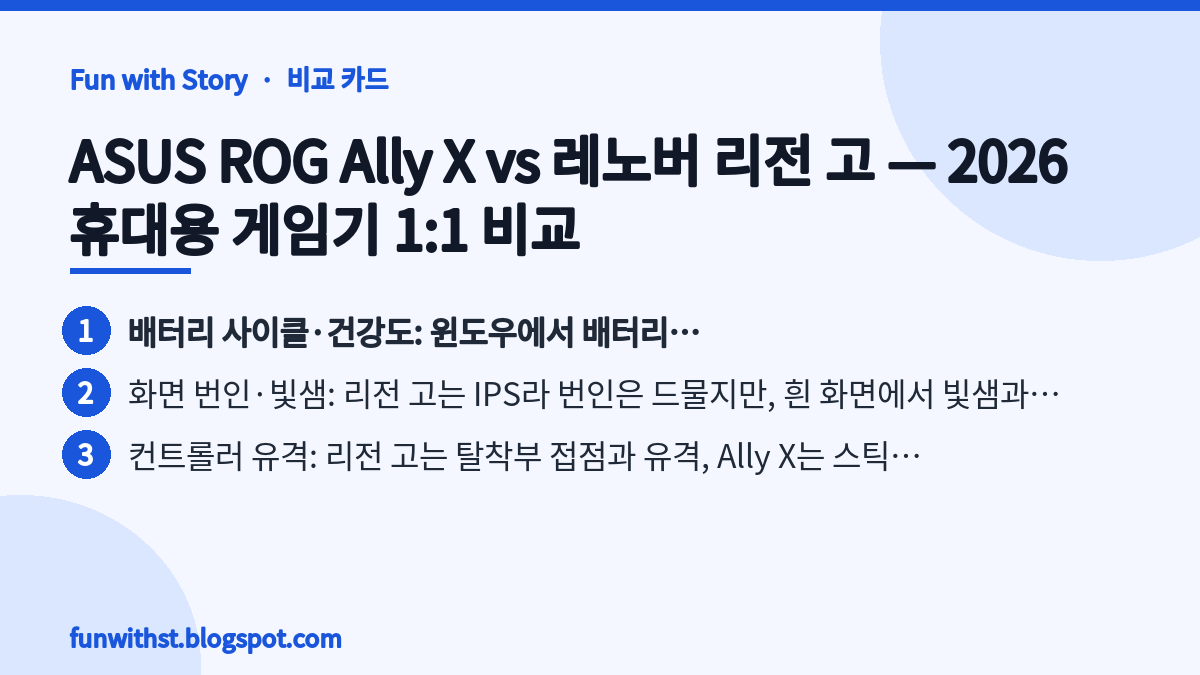 Fun with Story · 비교 카드
ASUS ROG Ally X vs 레노버 리전 고 — 2026
휴대용 게임기 1:1 비교
1 배터리 사이클·건강도: 윈도우에서 배터리…
2 화면 번인·빛샘: 리전 고는 IPS라 번인은 드물지만, 흰 화면에서 빛샘과…
3 컨트롤러 유격: 리전 고는 탈착부 접점과 유격, Ally X는 스틱…
funwithst.blogspot.com